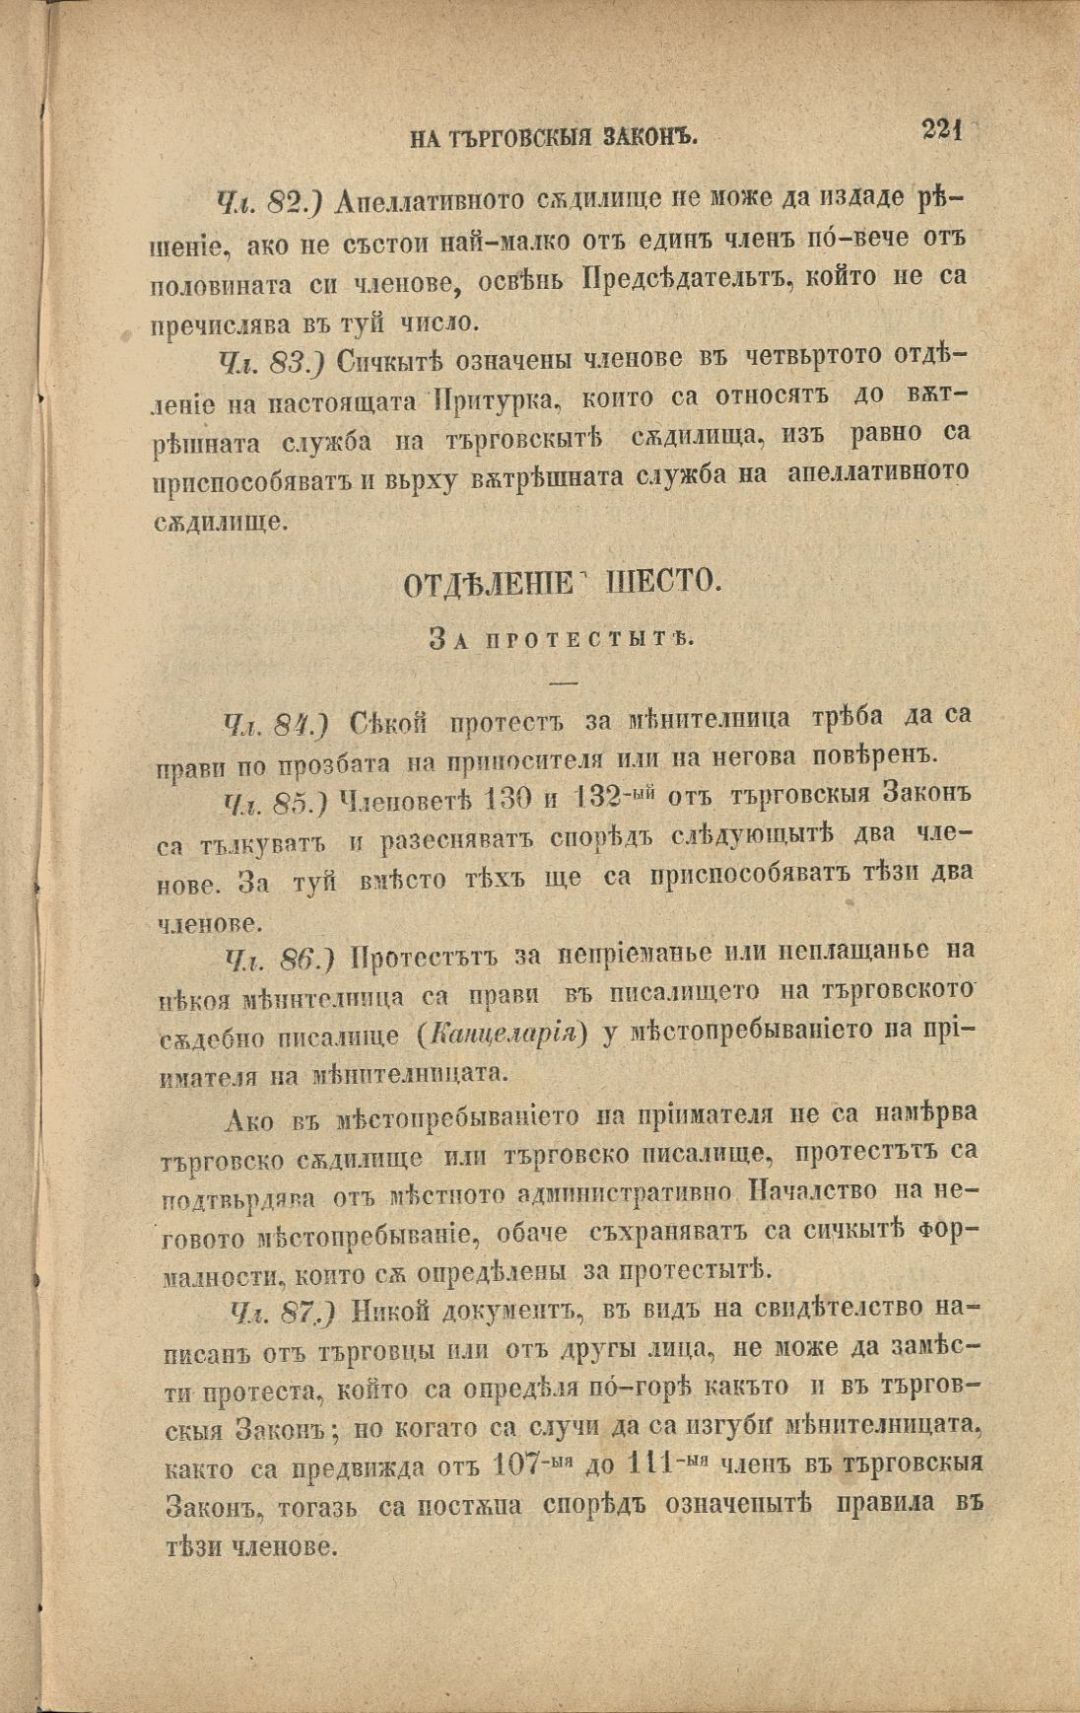 НА ТЪРГОВСКЫЯ ЗАКОНЪ. 221
Чл. 82.) Апеллативното сѫдилище не може да издаде рѣ-
шеніе, ако не състои най-малко отъ единъ членъ по́-вече отъ
половината си членове, освѣнь Предсѣдательтъ, който не са
пречислява въ туй число.
Чл. 83.) Сичкытѣ означены членове въ четвьртото отдѣ-
леніе на настоящата Притурка, които са относятъ до вѫт-
рѣшната служба на търговскытѣ сѫдилища, изъ равно са
приспособяватъ и вьрху вѫтрѣшната служба на апеллативното
сѫдилище.
ОТДѢЛЕНІЕ ШЕСТО.
За протестытѣ.
Чл. 84.) Сѣкой протестъ за мѣнителница трѣба да са
прави по прозбата на приносителя или на негова повѣренъ.
Чл. 85.) Членоветѣ 130 и 132-ый отъ търговскыя Законъ
са тълкуватъ и разесняватъ спорѣдъ слѣдующытѣ два чле-
нове. За туй вмѣсто тѣхъ ще са приспособяватъ тѣзи два
членове.
Чл. 86.) Протестътъ за непріеманье или неплащанье на
нѣкоя мѣнителница са прави въ писалището на търговското
сѫдебно писалище (Канцеларія) у мѣстопребываніето на прі-
имателя на мѣнителницата.
Ако въ мѣстопребываніето на пріимателя не са намѣрва
търговско сѫдилище или търговско писалище, протестътъ са
подтвьрдява отъ мѣстното административно Началство на не-
говото мѣстопребываніе, обаче съхраняватъ са сичкытѣ фор-
малности, които сѫ опредѣлены за протестытѣ.
Чл. 87.) Никой документъ, въ видъ на свидѣтелство на-
писанъ отъ търговцы или отъ другы лица, не може да замѣс-
ти протеста, който са опредѣля по́-горѣ какъто и въ търгов-
скыя Законъ; но когато са случи да са изгуби мѣнителницата,
както са предвижда отъ 107-ыя до 111-ыя членъ въ търговскыя
Законъ, тогазь са постѫпа спорѣдъ означенытѣ правила въ
тѣзи членове.